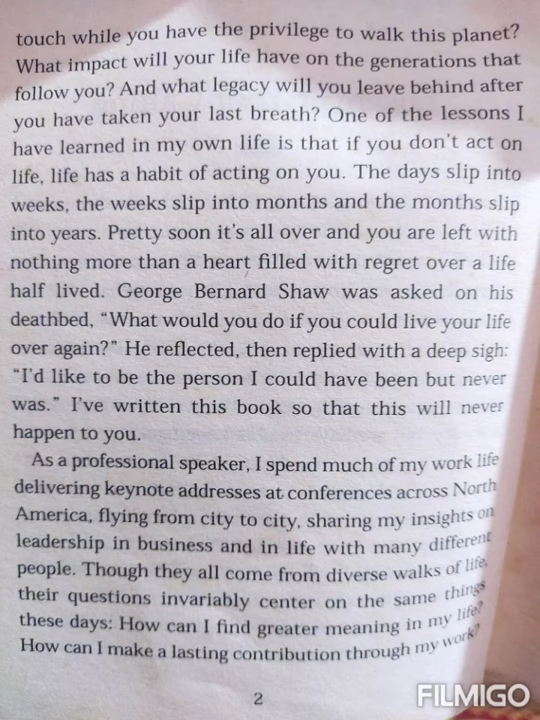 touch while you have the privilege to walk this planet?
What impact will your life have on the generations that
follow you? And what legacy will you leave behind after
you have taken your last breath? One of the lessons I
have learned in my own life is that if you don't act on
life, life has a habit of acting on you. The days slip into
weeks, the weeks slip into months and the months slip
into years. Pretty soon it's all over and you are left with
nothing more than a heart filled with regret over a life
half lived. George Bernard Shaw was asked on his
deathbed, "What would you do if you could live your life
over again?" He reflected, then replied with a deep sigh:
"I'd like to be the person I could have been but never
was." I've written this book so that this will never
happen to you.
As a professional speaker, I spend much of my work life
delivering keynote addresses at conferences across North
America, flying from city to city, sharing my insights on
leadership in business and in life with many different
people. Though they all come from diverse walks of life,
their questions invariably center on the same things
these days: How can I find greater meaning in my life?
How can I make a lasting contribution through my work?
2
FILMIGO